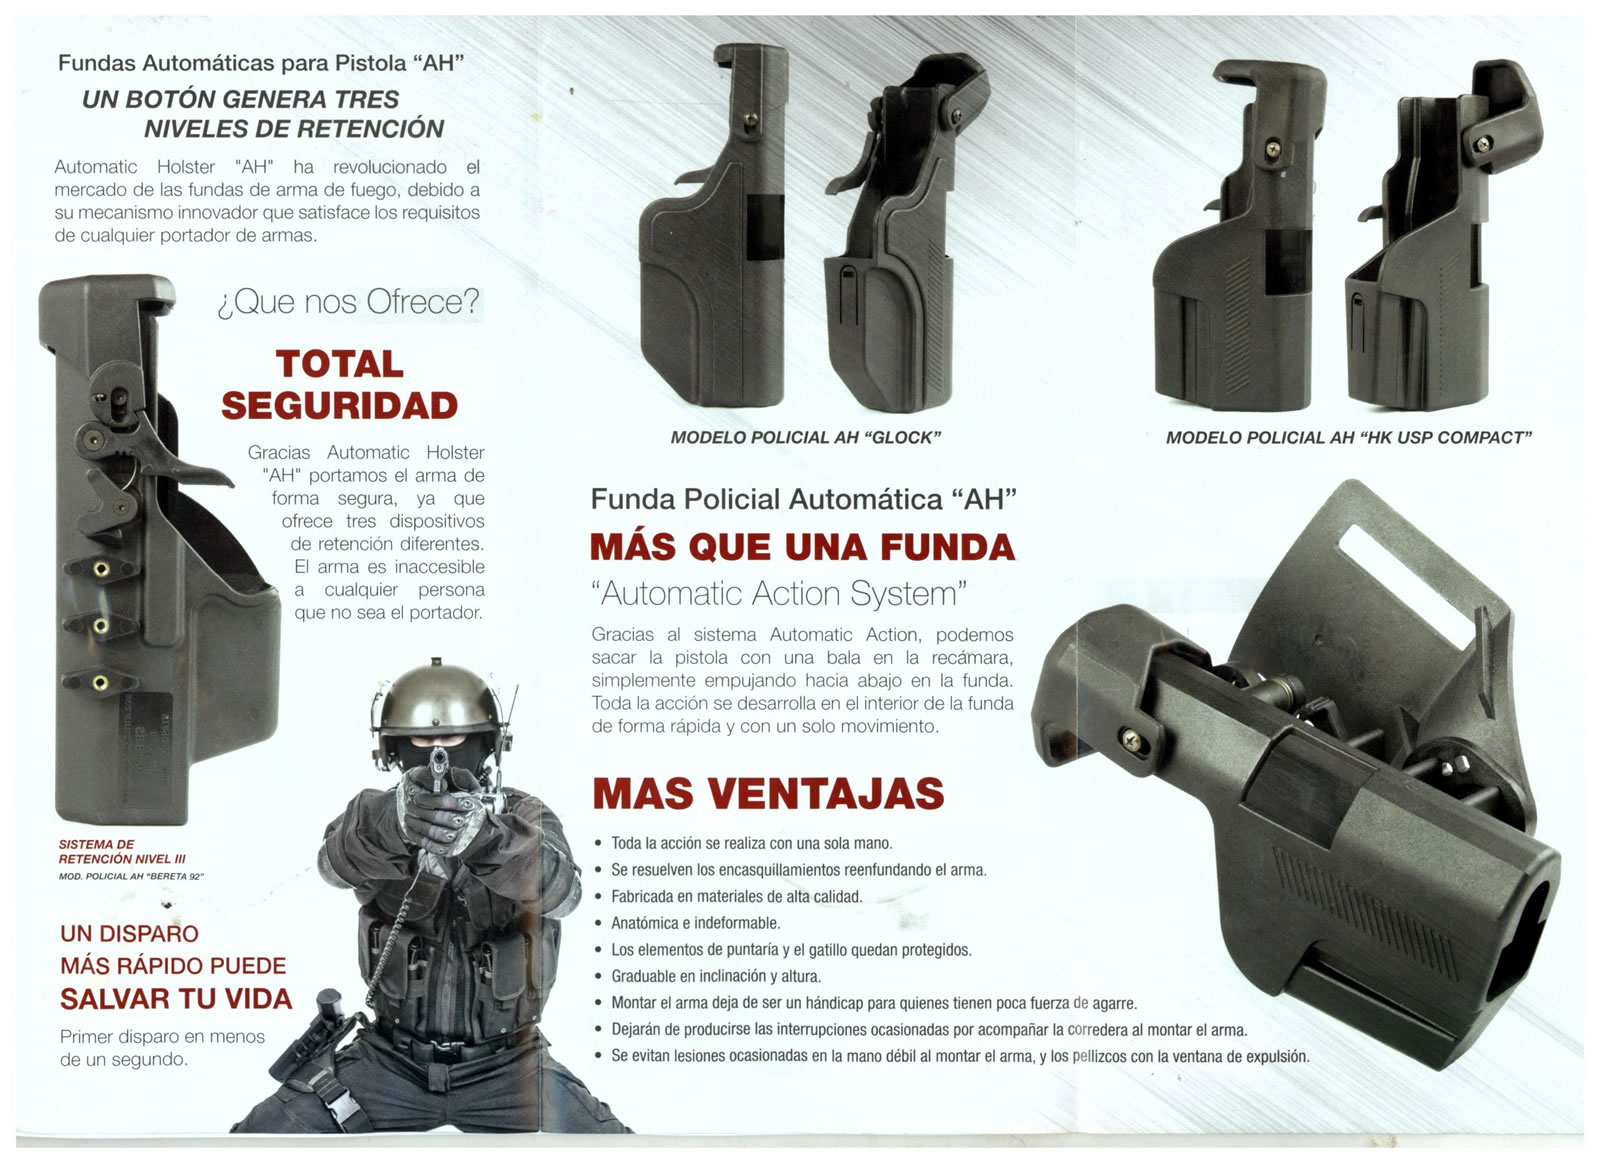 Fundas Automáticas para Pistola “AH”
UN BOTÓN GENERA TRES
NIVELES DE RETENCIÓN
Automatic Holster "AH" ha revolucionado el
mercado de las fundas de arma de fuego, debido a
su mecanismo innovador que satisface los requisitos
de cualquier portador de armas.
¿Que nos Ofrece?
TOTAL
SEGURIDAD
Gracias Automatic Holster
"AH" portamos el arma de
forma segura, ya que
ofrece tres dispositivos
de retención diferentes.
El arma es inaccesible
a cualquier persona
que no sea el portador.
SISTEMA DE
RETENCIÓN NIVEL III
MOD. POLICIAL AH “BERETA 92”
UN DISPARO
MÁS RÁPIDO PUEDE
SALVAR TU VIDA
Primer disparo en menos
de un segundo.
MODELO POLICIAL AH “GLOCK”
MODELO POLICIAL AH “HK USP COMPACT”
Funda Policial Automática “AH”
MÁS QUE UNA FUNDA
“Automatic Action System”
Gracias al sistema Automatic Action, podemos
sacar la pistola con una bala en la recámara,
simplemente empujando hacia abajo en la funda.
Toda la acción se desarrolla en el interior de la funda
de forma rápida y con un solo movimiento.
MAS VENTAJAS
• Toda la acción se realiza con una sola mano.
• Se resuelven los encasquillamientos reenfundando el arma.
• Fabricada en materiales de alta calidad.
• Anatómica e indeformable.
• Los elementos de puntaría y el gatillo quedan protegidos.
• Graduable en inclinación y altura.
• Montar el arma deja de ser un hándicap para quienes tienen poca fuerza de agarre.
• Dejarán de producirse las interrupciones ocasionadas por acompañar la corredera al montar el arma.
• Se evitan lesiones ocasionadas en la mano débil al montar el arma, y los pellizcos con la ventana de expulsión.